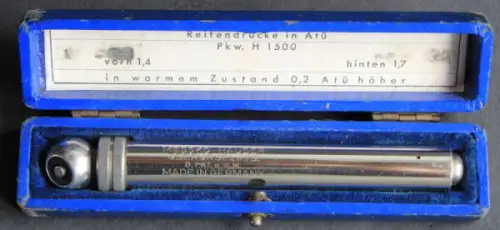 Reifendrücke in Atü
Pkw. H 1500
vorn 1,4 hinten 1,7
in warmem Zustand 0,2 Atü höher
MADE IN GERMANY